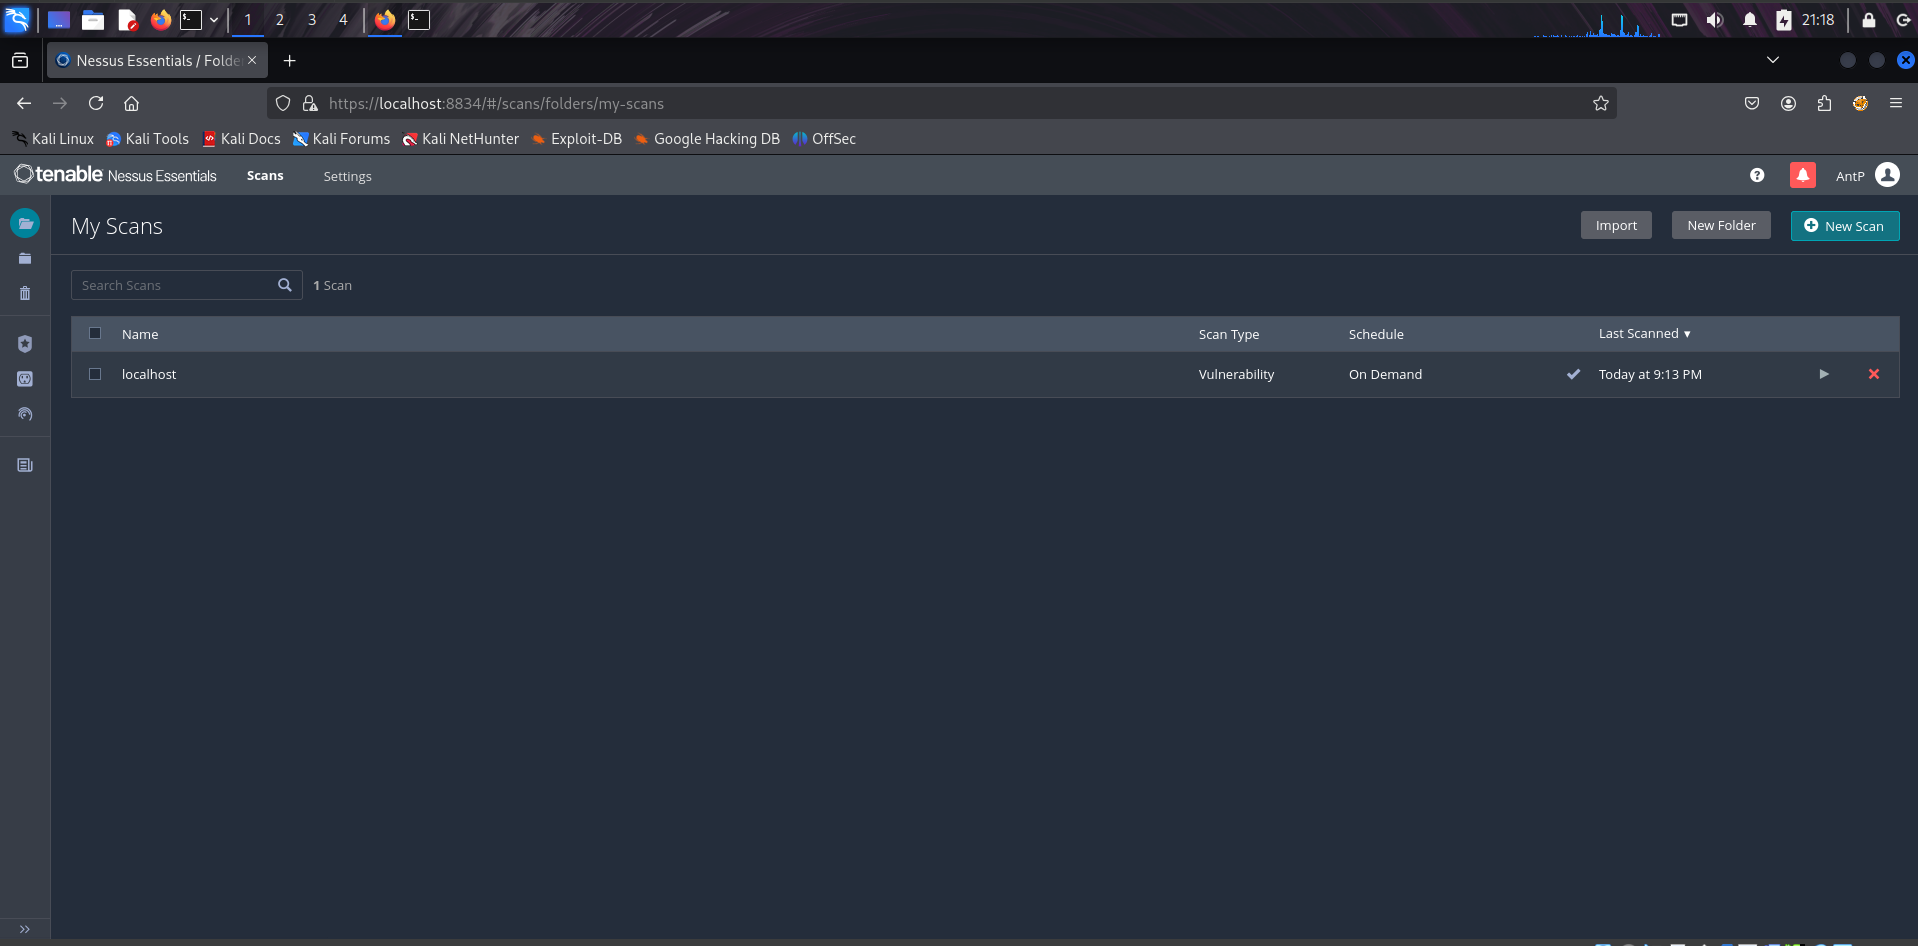 1 2 3 4 21:18
Nessus Essentials / Folde
https://localhost:8834/#/scans/folders/my-scans
Kali Linux Kali Tools Kali Docs Kali Forums Kali NetHunter Exploit-DB Google Hacking DB OffSec
tenable Nessus Essentials Scans Settings AntP
My Scans Import New Folder New Scan
Search Scans 1 Scan
Name Scan Type Schedule Last Scanned
localhost Vulnerability On Demand Today at 9:13 PM